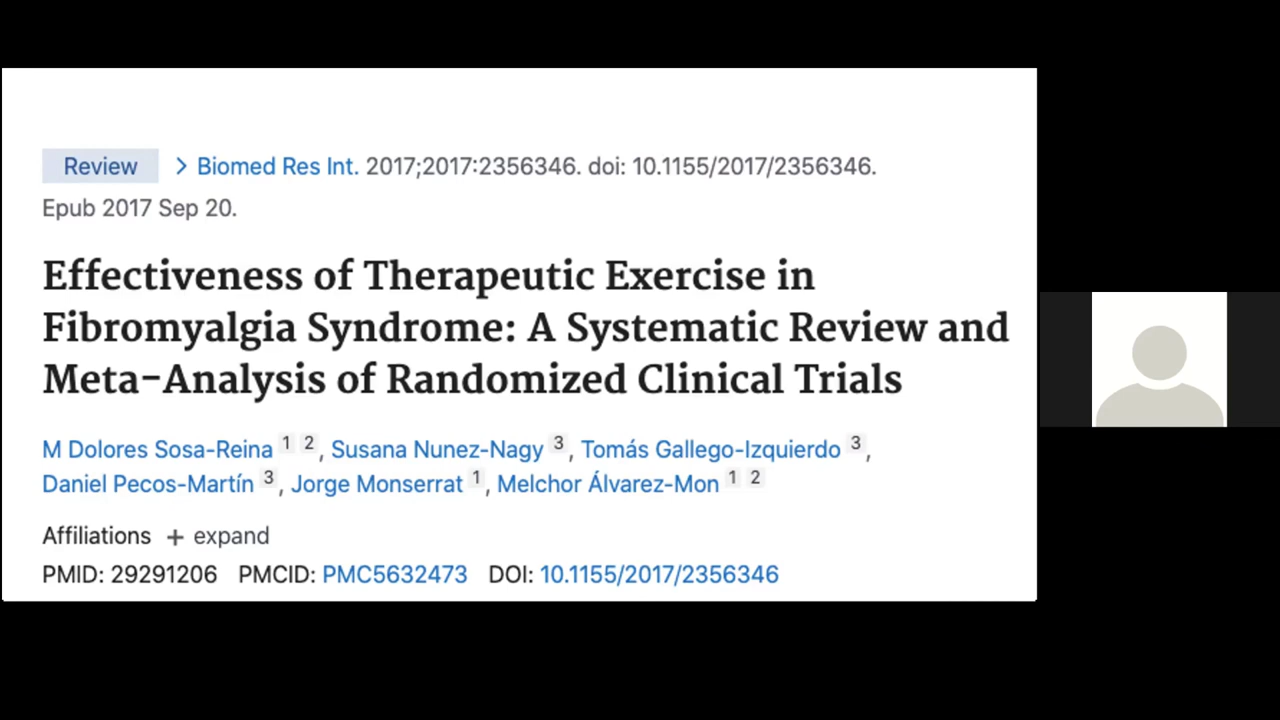 Review > Biomed Res Int. 2017;2017:2356346. doi: 10.1155/2017/2356346.
Epub 2017 Sep 20.
Effectiveness of Therapeutic Exercise in
Fibromyalgia Syndrome: A Systematic Review and
Meta-Analysis of Randomized Clinical Trials
M Dolores Sosa-Reina 1 2, Susana Nunez-Nagy 3, Tomás Gallego-Izquierdo 3,
Daniel Pecos-Martín 3, Jorge Monserrat 1, Melchor Álvarez-Mon 1 2
Affiliations + expand
PMID: 29291206 PMCID: PMC5632473 DOI: 10.1155/2017/2356346